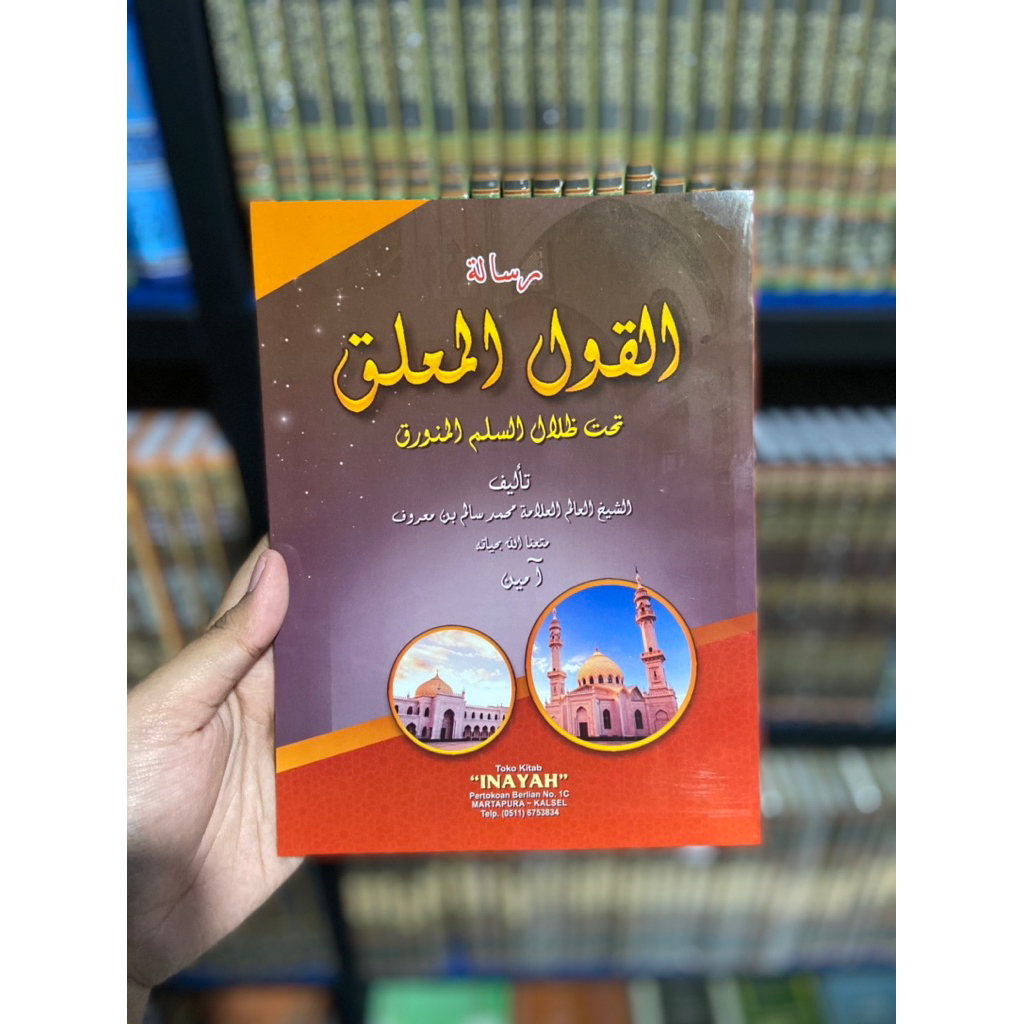 رسالة
القول المعلق
تحت ظلال السلم المنورق
تأليف
الشيخ العالم العلامة محمد سالم بن معروف
متعنا الله بحياته
آمين
Toko Kitab
“INAYAH”
Pertokoan Berlian No. 1C
MARTAPURA – KALSEL
Telp. (0511) 6753834